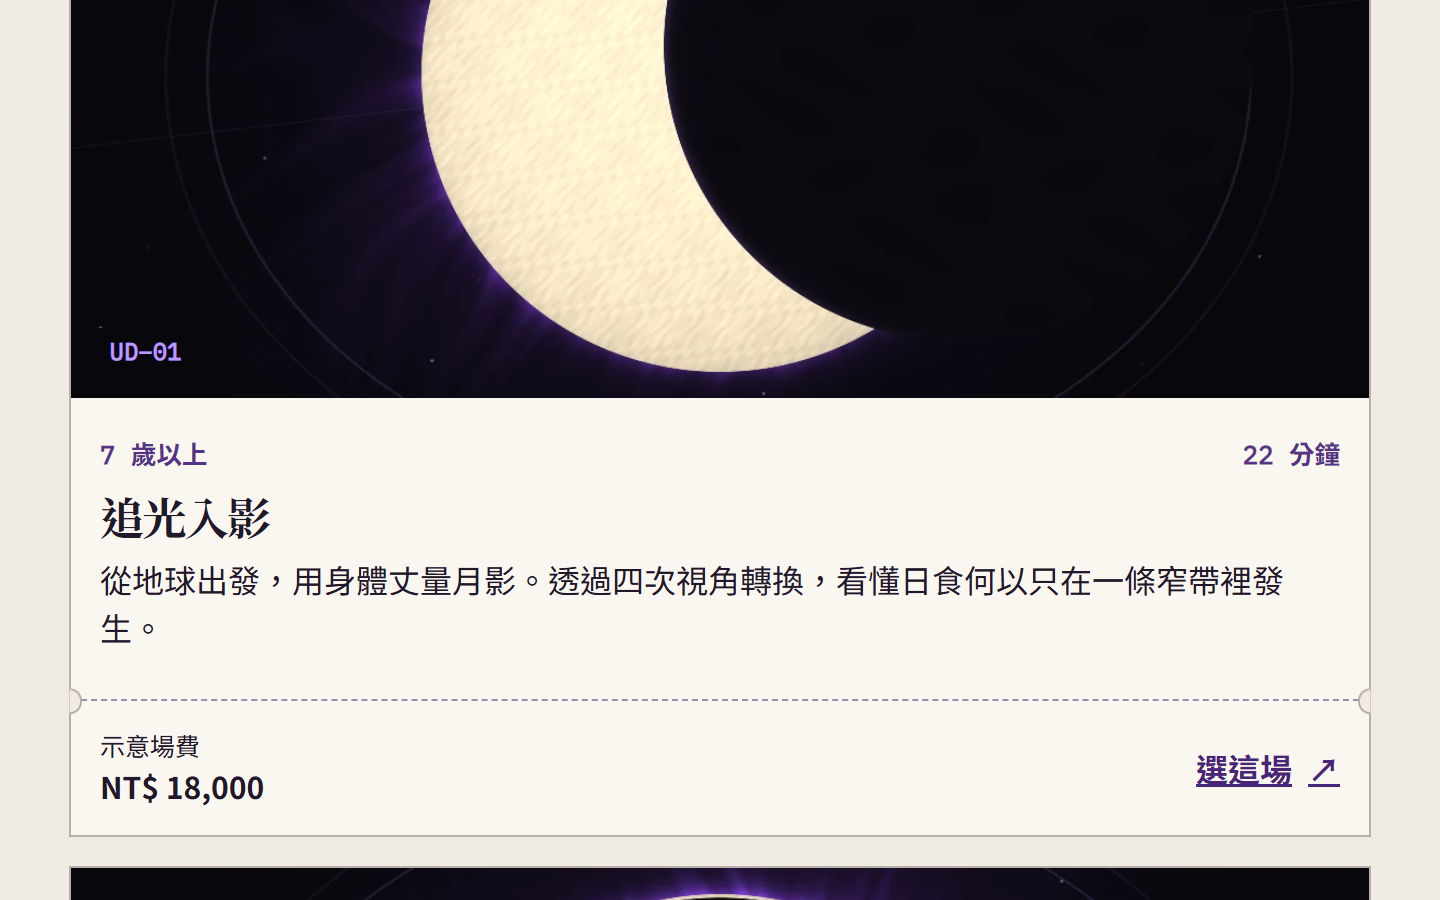 UD–01
7 歲以上
22 分鐘
追光入影
從地球出發，用身體丈量月影。透過四次視角轉換，看懂日食何以只在一條窄帶裡發
生。
示意場費
NT$ 18,000
選這場 ↗